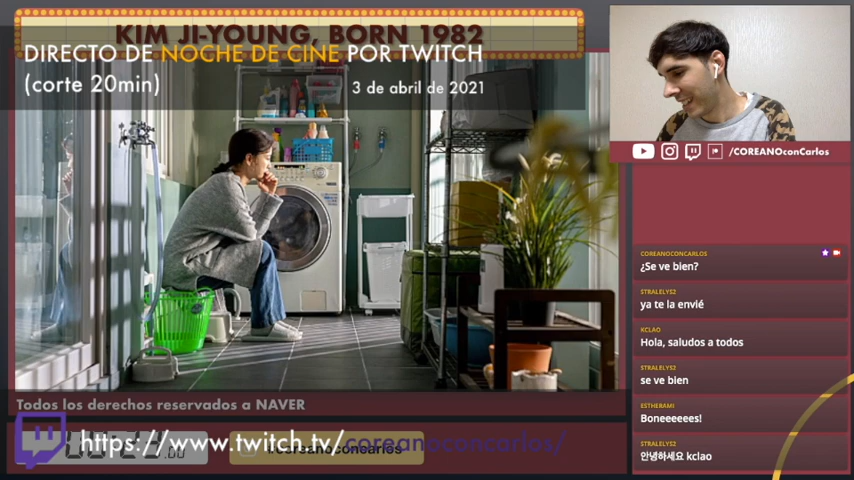 KIM JI-YOUNG, BORN 1982
DIRECTO DE NOCHE DE CINE POR TWITCH
(corte 20min)
3 de abril de 2021
/COREANOconCarlos
COREANOCONCARLOS
¿Se ve bien?
STRALELYS2
ya te la envié
KCLAO
Hola, saludos a todos
STRALELYS2
se ve bien
ESTHERAMI
Boneeeeees!
STRALELYS2
안녕하세요 kclao
Todos los derechos reservados a NAVER
https://www.twitch.tv/coreanoconcarlos/
coreanoconcarlos